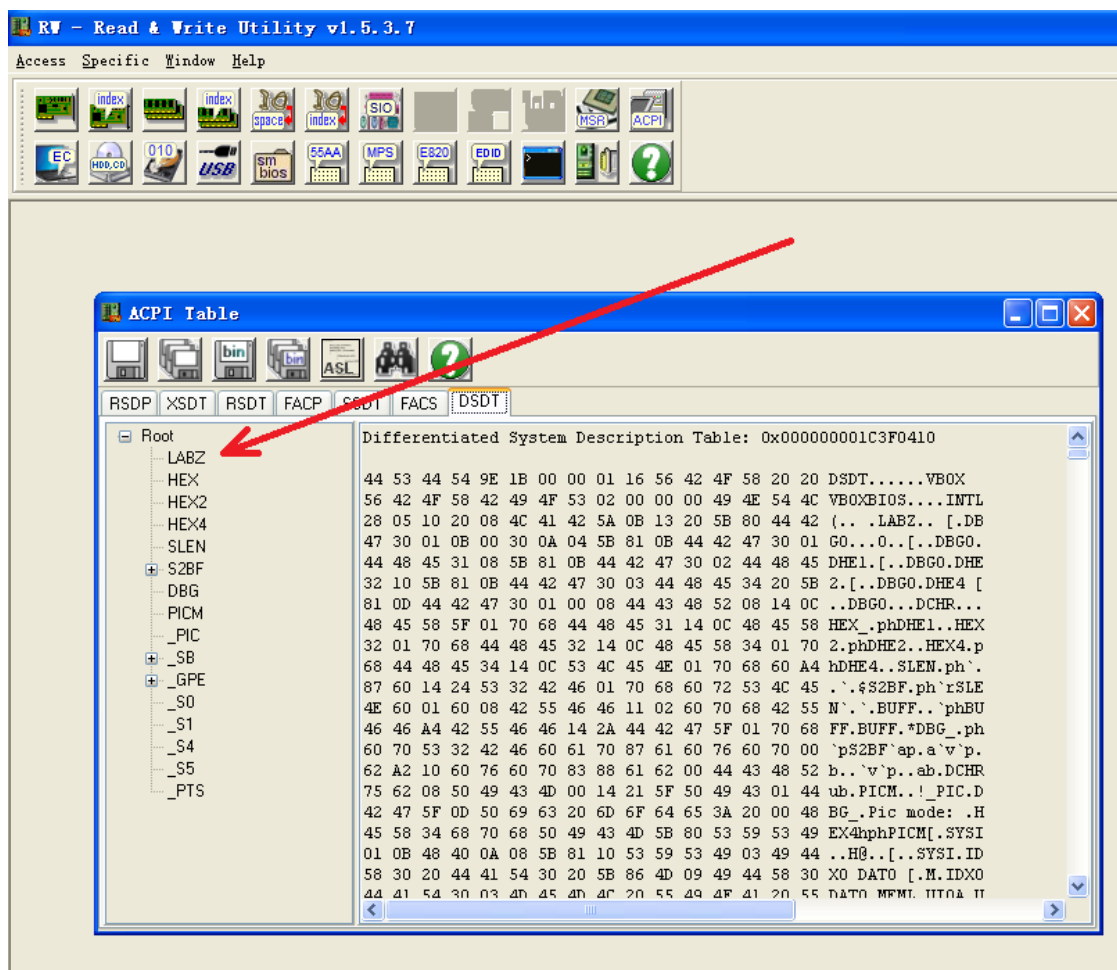 RW - Read & Write Utility v1.5.3.7
Access Specific Window Help
index index space index SIO MSR ACPI
EC HDD,CD 010 USB sm bios 55AA MPS E820 EDID
ACPI Table
bin bin ASL
RSDP XSDT RSDT FACP SSDT FACS DSDT
Root
LABZ
HEX
HEX2
HEX4
SLEN
S2BF
DBG
PICM
_PIC
_SB
_GPE
_S0
_S1
_S4
_S5
_PTS
Differentiated System Description Table: 0x000000001C3F0410
44 53 44 54 9E 1B 00 00 01 16 56 42 4F 58 20 20 DSDT......VBOX
56 42 4F 58 42 49 4F 53 02 00 00 00 49 4E 54 4C VBOXBIOS....INTL
28 05 10 20 08 4C 41 42 5A 0B 13 20 5B 80 44 42 (.. .LABZ.. [.DB
47 30 01 0B 00 30 0A 04 5B 81 0B 44 42 47 30 01 G0...0..[..DBG0.
44 48 45 31 08 5B 81 0B 44 42 47 30 02 44 48 45 DHE1.[..DBG0.DHE
32 10 5B 81 0B 44 42 47 30 03 44 48 45 34 20 5B 2.[..DBG0.DHE4 [
81 0D 44 42 47 30 01 00 08 44 43 48 52 08 14 0C ..DBG0...DCHR...
48 45 58 5F 01 70 68 44 48 45 31 14 0C 48 45 58 HEX_.phDHE1..HEX
32 01 70 68 44 48 45 32 14 0C 48 45 58 34 01 70 2.phDHE2..HEX4.p
68 44 48 45 34 14 0C 53 4C 45 4E 01 70 68 60 A4 hDHE4..SLEN.ph`.
87 60 14 24 53 32 42 46 01 70 68 60 72 53 4C 45 .`.$S2BF.ph`rSLE
4E 60 01 60 08 42 55 46 46 11 02 60 70 68 42 55 N`.`.BUFF..`phBU
46 46 A4 42 55 46 46 14 2A 44 42 47 5F 01 70 68 FF.BUFF.*DBG_.ph
60 70 53 32 42 46 60 61 70 87 61 60 76 60 70 00 `pS2BF`ap.a`v`p.
62 A2 10 60 76 60 70 83 88 61 62 00 44 43 48 52 b..`v`p..ab.DCHR
75 62 08 50 49 43 4D 00 14 21 5F 50 49 43 01 44 ub.PICM..!_PIC.D
42 47 5F 0D 50 69 63 20 6D 6F 64 65 3A 20 00 48 BG_.Pic mode: .H
45 58 34 68 70 68 50 49 43 4D 5B 80 53 59 53 49 EX4hphPICM[.SYSI
01 0B 48 40 0A 08 5B 81 10 53 59 53 49 03 49 44 ..H@..[..SYSI.ID
58 30 20 44 41 54 30 20 5B 86 4D 09 49 44 58 30 X0 DAT0 [.M.IDX0
44 41 54 30 03 4D 45 4D 4C 20 55 49 4F 41 20 55 DAT0.MEML UIOA U